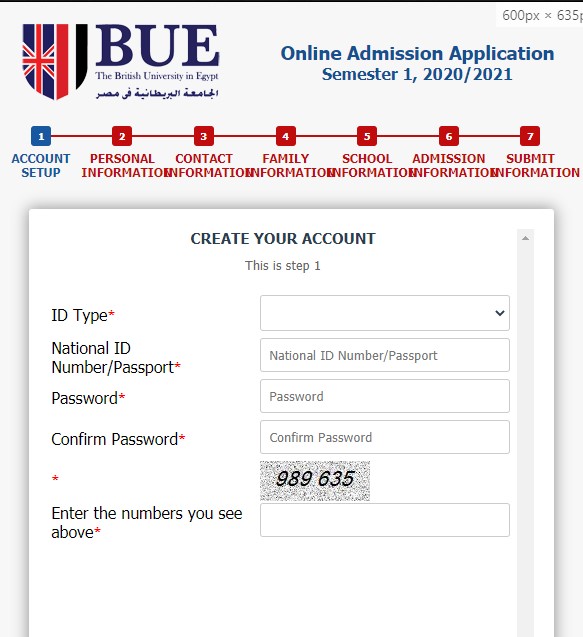 600px × 635p
BUE
The British University in Egypt
الجامعة البريطانية فى مصر
Online Admission Application
Semester 1, 2020/2021
1 2 3 4 5 6 7
ACCOUNT SETUP
PERSONAL INFORMATION
CONTACT INFORMATION
FAMILY INFORMATION
SCHOOL INFORMATION
ADMISSION INFORMATION
SUBMIT INFORMATION
CREATE YOUR ACCOUNT
This is step 1
ID Type*
National ID
Number/Passport*
National ID Number/Passport
Password*
Password
Confirm Password*
Confirm Password
*
989 635
Enter the numbers you see
above*